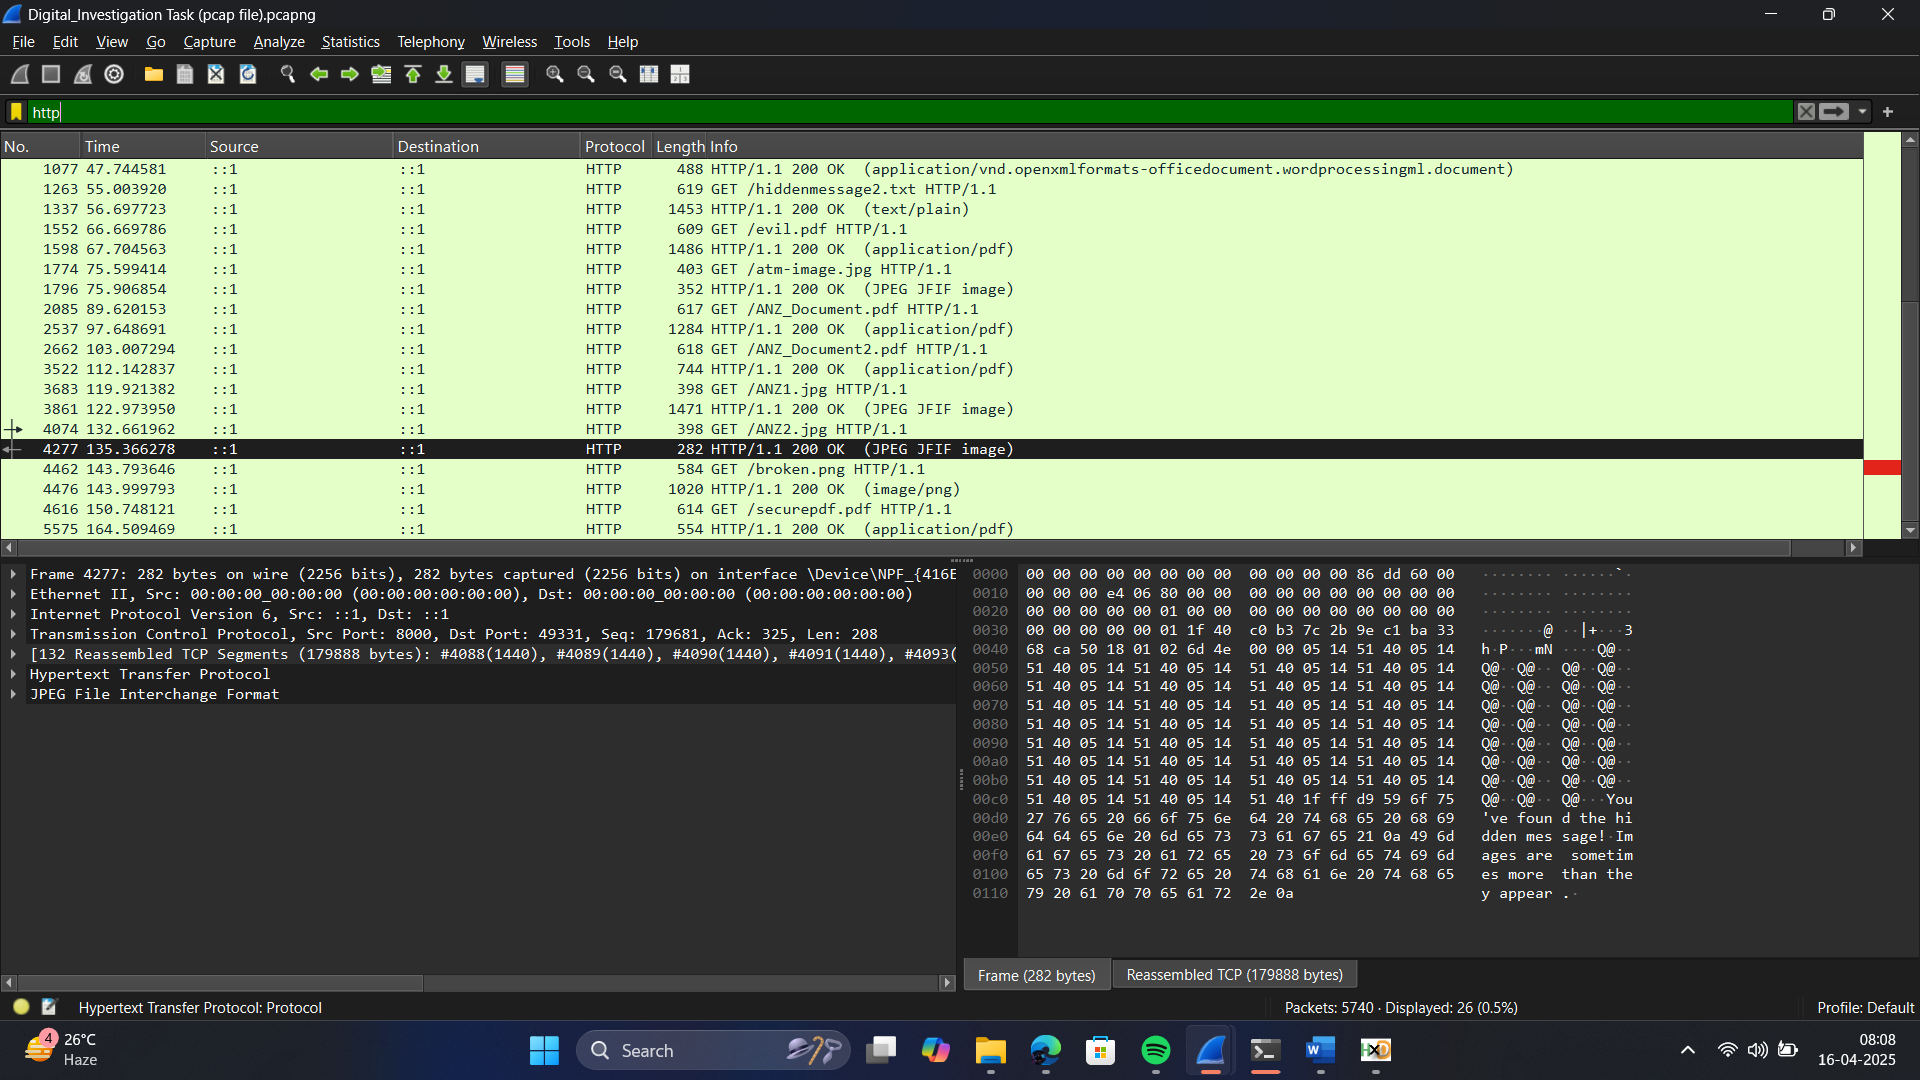 Digital_Investigation Task (pcap file).pcapng
File Edit View Go Capture Analyze Statistics Telephony Wireless Tools Help
http
No. Time Source Destination Protocol Length Info
1077 47.744581 ::1 ::1 HTTP 488 HTTP/1.1 200 OK (application/vnd.openxmlformats-officedocument.wordprocessingml.document)
1263 55.003920 ::1 ::1 HTTP 619 GET /hiddenmessage2.txt HTTP/1.1
1337 56.697723 ::1 ::1 HTTP 1453 HTTP/1.1 200 OK (text/plain)
1552 66.669786 ::1 ::1 HTTP 609 GET /evil.pdf HTTP/1.1
1598 67.704563 ::1 ::1 HTTP 1486 HTTP/1.1 200 OK (application/pdf)
1774 75.599414 ::1 ::1 HTTP 403 GET /atm-image.jpg HTTP/1.1
1796 75.906854 ::1 ::1 HTTP 352 HTTP/1.1 200 OK (JPEG JFIF image)
2085 89.620153 ::1 ::1 HTTP 617 GET /ANZ_Document.pdf HTTP/1.1
2537 97.648691 ::1 ::1 HTTP 1284 HTTP/1.1 200 OK (application/pdf)
2662 103.007294 ::1 ::1 HTTP 618 GET /ANZ_Document2.pdf HTTP/1.1
3522 112.142837 ::1 ::1 HTTP 744 HTTP/1.1 200 OK (application/pdf)
3683 119.921382 ::1 ::1 HTTP 398 GET /ANZ1.jpg HTTP/1.1
3861 122.973950 ::1 ::1 HTTP 1471 HTTP/1.1 200 OK (JPEG JFIF image)
4074 132.661962 ::1 ::1 HTTP 398 GET /ANZ2.jpg HTTP/1.1
4277 135.366278 ::1 ::1 HTTP 282 HTTP/1.1 200 OK (JPEG JFIF image)
4462 143.793646 ::1 ::1 HTTP 584 GET /broken.png HTTP/1.1
4476 143.999793 ::1 ::1 HTTP 1020 HTTP/1.1 200 OK (image/png)
4616 150.748121 ::1 ::1 HTTP 614 GET /securepdf.pdf HTTP/1.1
5575 164.509469 ::1 ::1 HTTP 554 HTTP/1.1 200 OK (application/pdf)
Frame 4277: 282 bytes on wire (2256 bits), 282 bytes captured (2256 bits) on interface \Device\NPF_{416E
Ethernet II, Src: 00:00:00_00:00:00 (00:00:00:00:00:00), Dst: 00:00:00_00:00:00 (00:00:00:00:00:00)
Internet Protocol Version 6, Src: ::1, Dst: ::1
Transmission Control Protocol, Src Port: 8000, Dst Port: 49331, Seq: 179681, Ack: 325, Len: 208
[132 Reassembled TCP Segments (179888 bytes): #4088(1440), #4089(1440), #4090(1440), #4091(1440), #4093(
Hypertext Transfer Protocol
JPEG File Interchange Format
0000 00 00 00 00 00 00 00 00 00 00 00 00 86 dd 60 00 ········ ······`·
0010 00 00 00 e4 06 80 00 00 00 00 00 00 00 00 00 00 ········ ········
0020 00 00 00 00 00 01 00 00 00 00 00 00 00 00 00 00 ········ ········
0030 00 00 00 00 00 01 1f 40 c0 b3 7c 2b 9e c1 ba 33 ·······@ ··|+···3
0040 68 ca 50 18 01 02 6d 4e 00 00 05 14 51 40 05 14 h·P···mN ····Q@··
0050 51 40 05 14 51 40 05 14 51 40 05 14 51 40 05 14 Q@··Q@·· Q@··Q@··
0060 51 40 05 14 51 40 05 14 51 40 05 14 51 40 05 14 Q@··Q@·· Q@··Q@··
0070 51 40 05 14 51 40 05 14 51 40 05 14 51 40 05 14 Q@··Q@·· Q@··Q@··
0080 51 40 05 14 51 40 05 14 51 40 05 14 51 40 05 14 Q@··Q@·· Q@··Q@··
0090 51 40 05 14 51 40 05 14 51 40 05 14 51 40 05 14 Q@··Q@·· Q@··Q@··
00a0 51 40 05 14 51 40 05 14 51 40 05 14 51 40 05 14 Q@··Q@·· Q@··Q@··
00b0 51 40 05 14 51 40 05 14 51 40 05 14 51 40 05 14 Q@··Q@·· Q@··Q@··
00c0 51 40 05 14 51 40 05 14 51 40 1f ff d9 59 6f 75 Q@··Q@·· Q@···You
00d0 27 76 65 20 66 6f 75 6e 64 20 74 68 65 20 68 69 've foun d the hi
00e0 64 64 65 6e 20 6d 65 73 73 61 67 65 21 0a 49 6d dden mes sage!·Im
00f0 61 67 65 73 20 61 72 65 20 73 6f 6d 65 74 69 6d ages are sometim
0100 65 73 20 6d 6f 72 65 20 74 68 61 6e 20 74 68 65 es more than the
0110 79 20 61 70 70 65 61 72 2e 0a y appear .·
Frame (282 bytes) Reassembled TCP (179888 bytes)
Hypertext Transfer Protocol: Protocol Packets: 5740 · Displayed: 26 (0.5%) Profile: Default
4 26°C
Haze
Search
08:08
16-04-2025